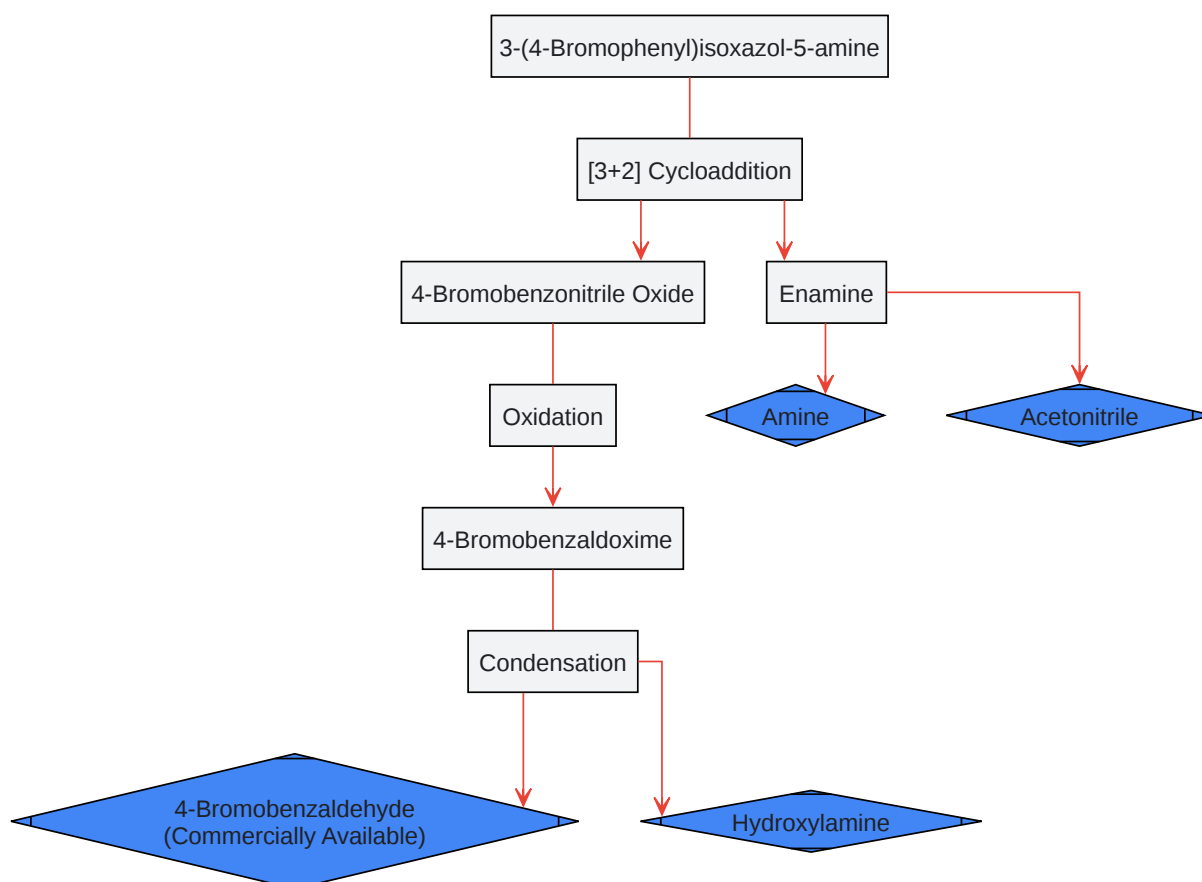 3-(4-Bromophenyl)isoxazol-5-amine
[3+2] Cycloaddition
4-Bromobenzonitrile Oxide
Enamine
Oxidation
Amine
Acetonitrile
4-Bromobenzaldoxime
Condensation
4-Bromobenzaldehyde
(Commercially Available)
Hydroxylamine